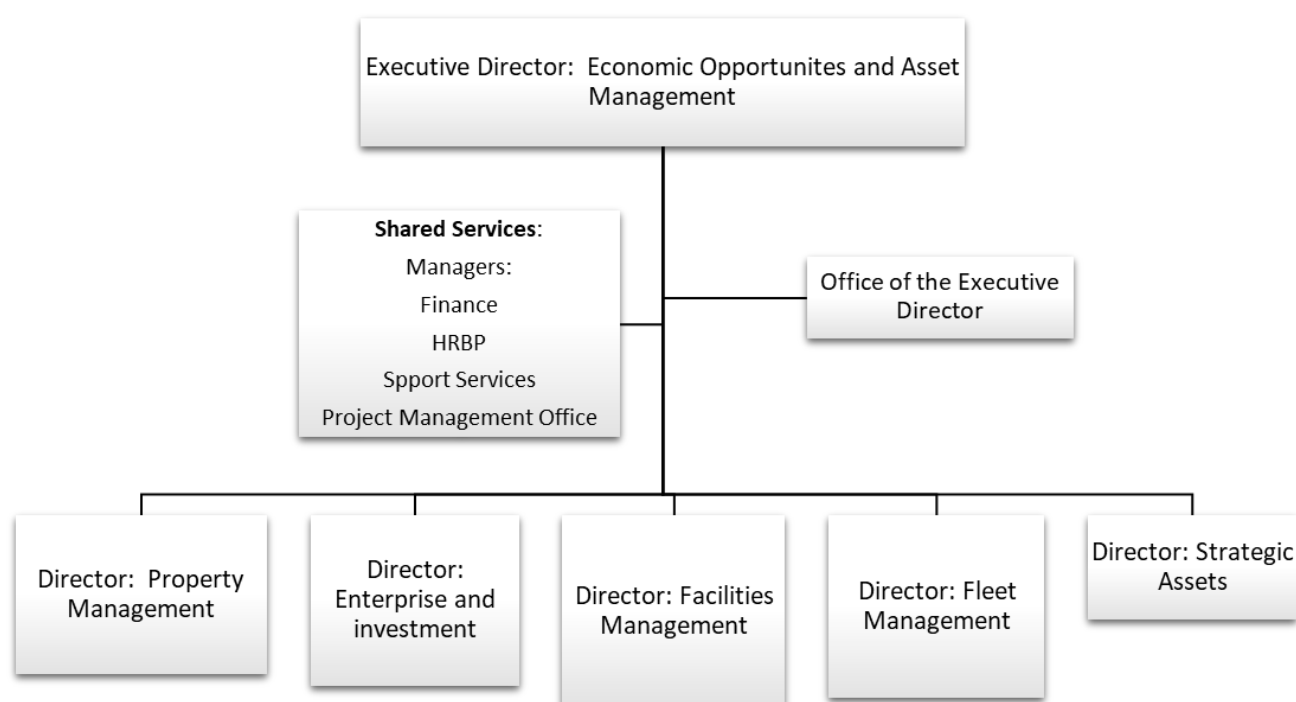 Executive Director:  Economic Opportunites and Asset
Management
Shared Services:
Managers:
Finance
HRBP
Spport Services
Project Management Office
Office of the Executive
Director
Director:  Property
Management
Director:
Enterprise and
investment
Director: Facilities
Management
Director: Fleet
Management
Director: Strategic
Assets